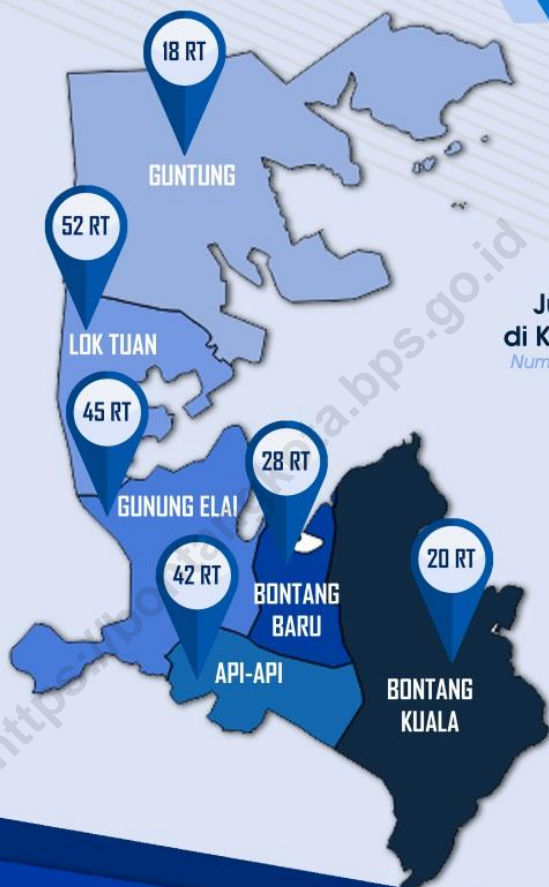 18 RT
GUNTUNG
52 RT
LOK TUAN
di K
45 RT
28 RT
GUNUNG ELAI
20 RT
42 RT
BONTANG
BARU
API-API
BONTANG
KUALA
https://bontangkota.bps.go.id